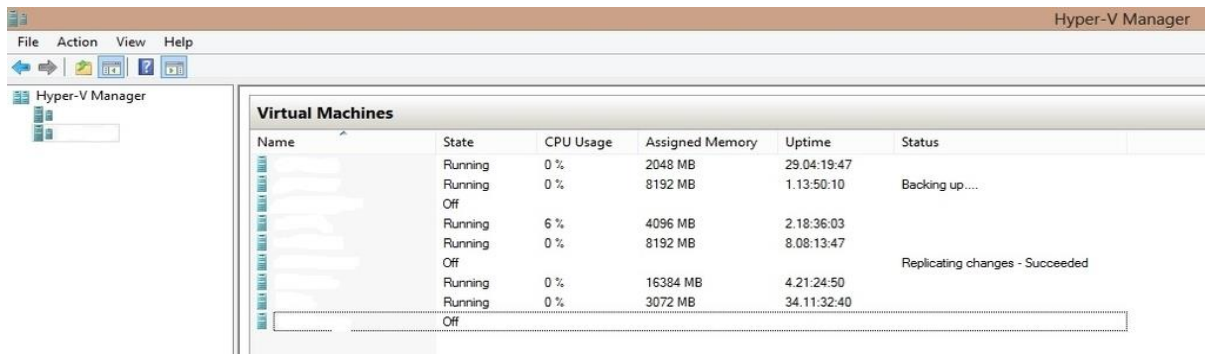 Hyper-V Manager
File Action View Help
Hyper-V Manager
Virtual Machines
Name State CPU Usage Assigned Memory Uptime Status
Running 0 % 2048 MB 29.04:19:47
Running 0 % 8192 MB 1.13:50:10 Backing up....
Off
Running 6 % 4096 MB 2.18:36:03
Running 0 % 8192 MB 8.08:13:47
Off Replicating changes - Succeeded
Running 0 % 16384 MB 4.21:24:50
Running 0 % 3072 MB 34.11:32:40
Off